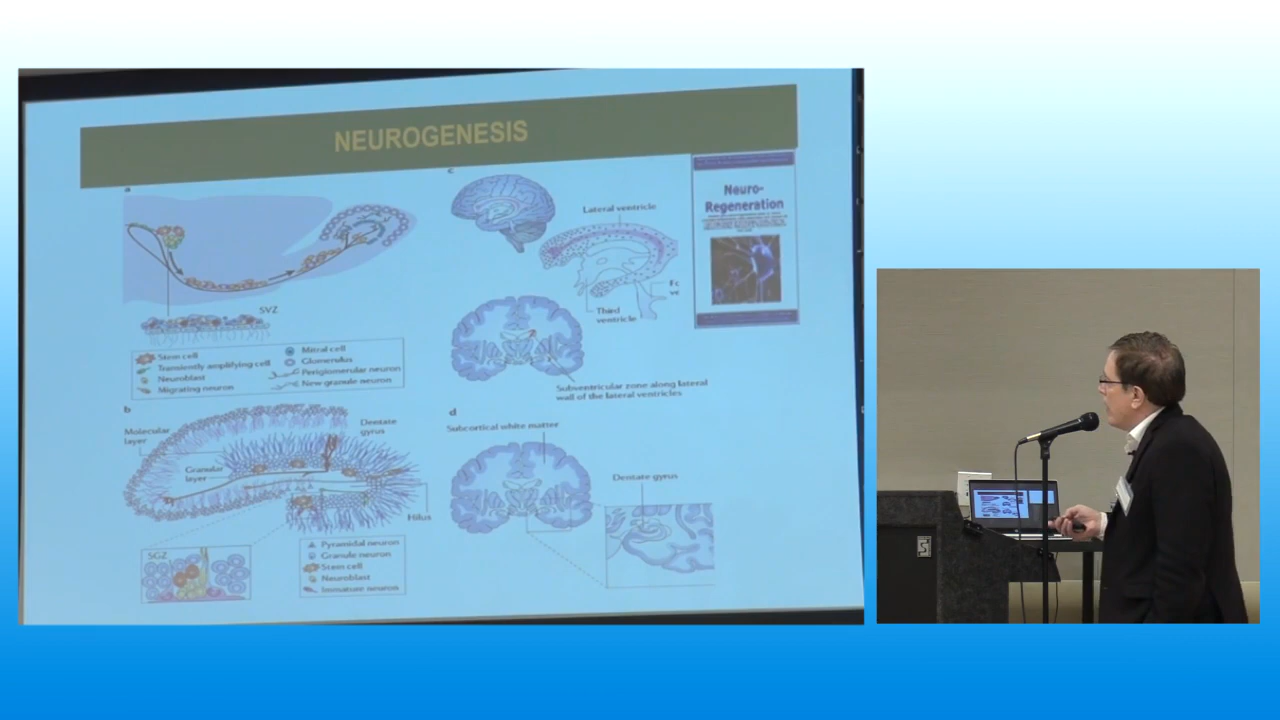 NEUROGENESIS
a
SVZ
Stem cell
Transiently amplifying cell
Neuroblast
Migrating neuron
Mitral cell
Glomerulus
Periglomerular neuron
New granule neuron
b
Molecular
layer
Dentate
gyrus
Granular
layer
Hilus
SGZ
Pyramidal neuron
Granule neuron
Stem cell
Neuroblast
Immature neuron
c
Lateral ventricle
Third
ventricle
Subventricular zone along lateral
wall of the lateral ventricles
d
Subcortical white matter
Dentate gyrus
Neuro-
Regeneration